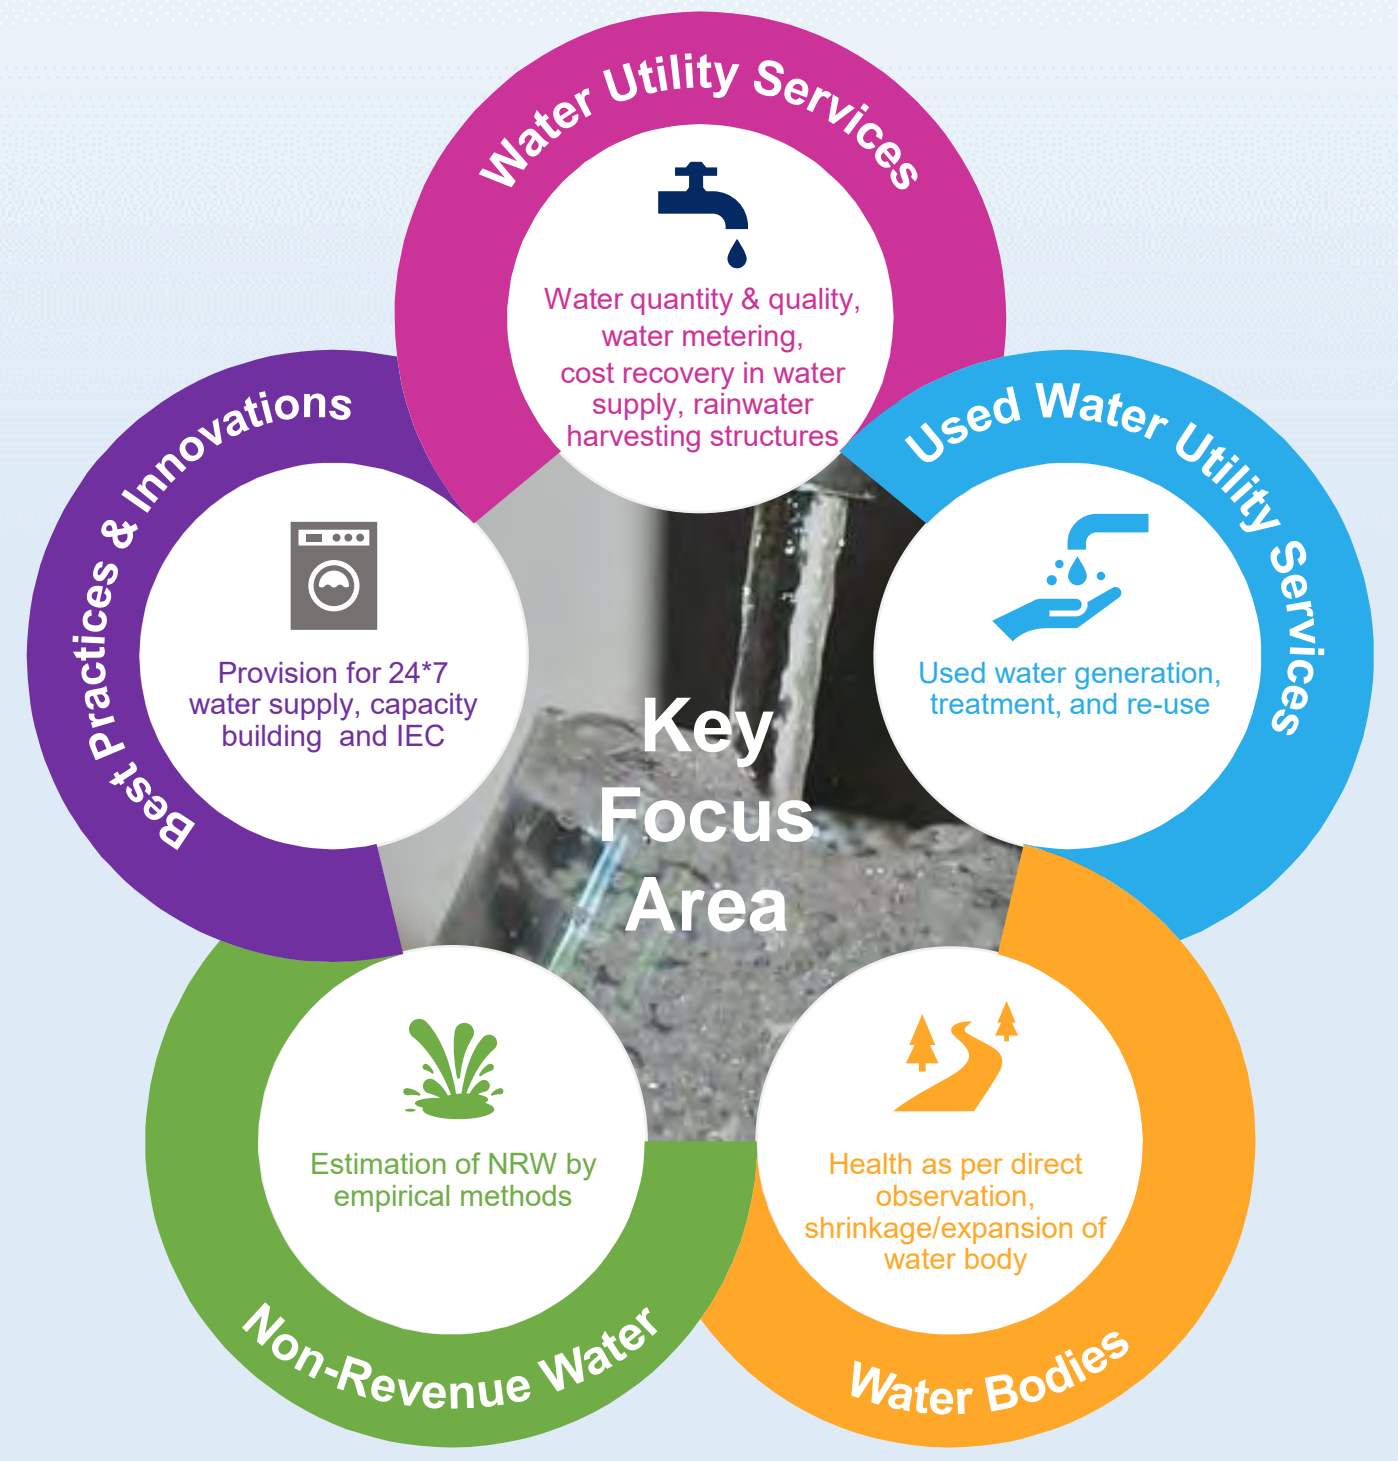 Water Utility Services
Water quantity & quality,
water metering,
cost recovery in water
supply, rainwater
harvesting structures
Used Water Utility Services
Used water generation,
treatment, and re-use
Best Practices & Innovations
Provision for 24*7
water supply, capacity
building and IEC
Key
Focus
Area
Estimation of NRW by
empirical methods
Non-Revenue Water
Health as per direct
observation,
shrinkage/expansion of
water body
Water Bodies